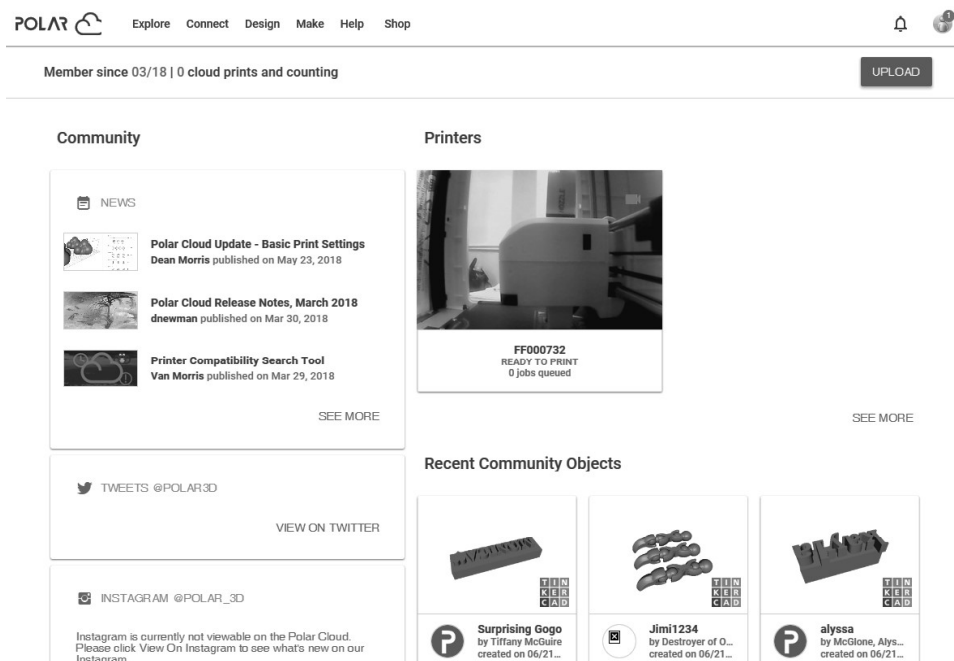 POLAR
Explore Connect Design Make Help Shop
1
Member since 03/18 | 0 cloud prints and counting
UPLOAD
Community
Printers
NEWS
Polar Cloud Update - Basic Print Settings
Dean Morris published on May 23, 2018
Polar Cloud Release Notes, March 2018
dnewman published on Mar 30, 2018
Printer Compatibility Search Tool
Van Morris published on Mar 29, 2018
SEE MORE
FF000732
READY TO PRINT
0 jobs queued
SEE MORE
TWEETS @POLAR3D
VIEW ON TWITTER
INSTAGRAM @POLAR_3D
Instagram is currently not viewable on the Polar Cloud.
Please click View On Instagram to see what's new on our
Instagram
Recent Community Objects
TIN
KER
CAD
Surprising Gogo
by Tiffany McGuire
created on 06/21...
TIN
KER
CAD
Jimi1234
by Destroyer of O...
created on 06/21...
TIN
KER
CAD
alyssa
by McGlone, Alys...
created on 06/21...